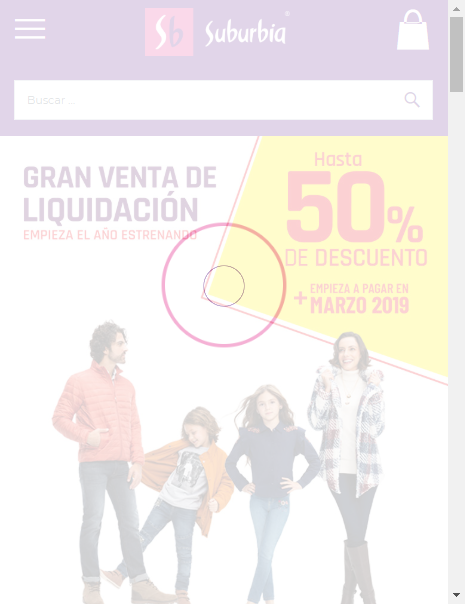 Sb Suburbia®
Buscar ...
GRAN VENTA DE
LIQUIDACIÓN
EMPIEZA EL AÑO ESTRENANDO
Hasta
50%
DE DESCUENTO
+ EMPIEZA A PAGAR EN
MARZO 2019